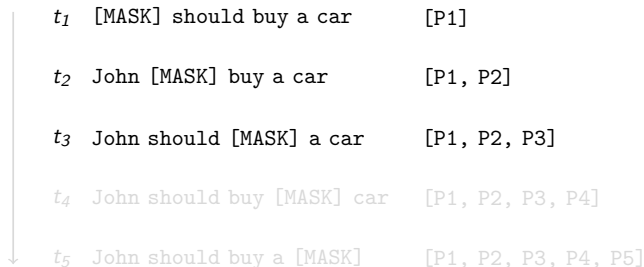 t1 [MASK] should buy a car [P1]
t2 John [MASK] buy a car [P1, P2]
t3 John should [MASK] a car [P1, P2, P3]
t4 John should buy [MASK] car [P1, P2, P3, P4]
t5 John should buy a [MASK] [P1, P2, P3, P4, P5]